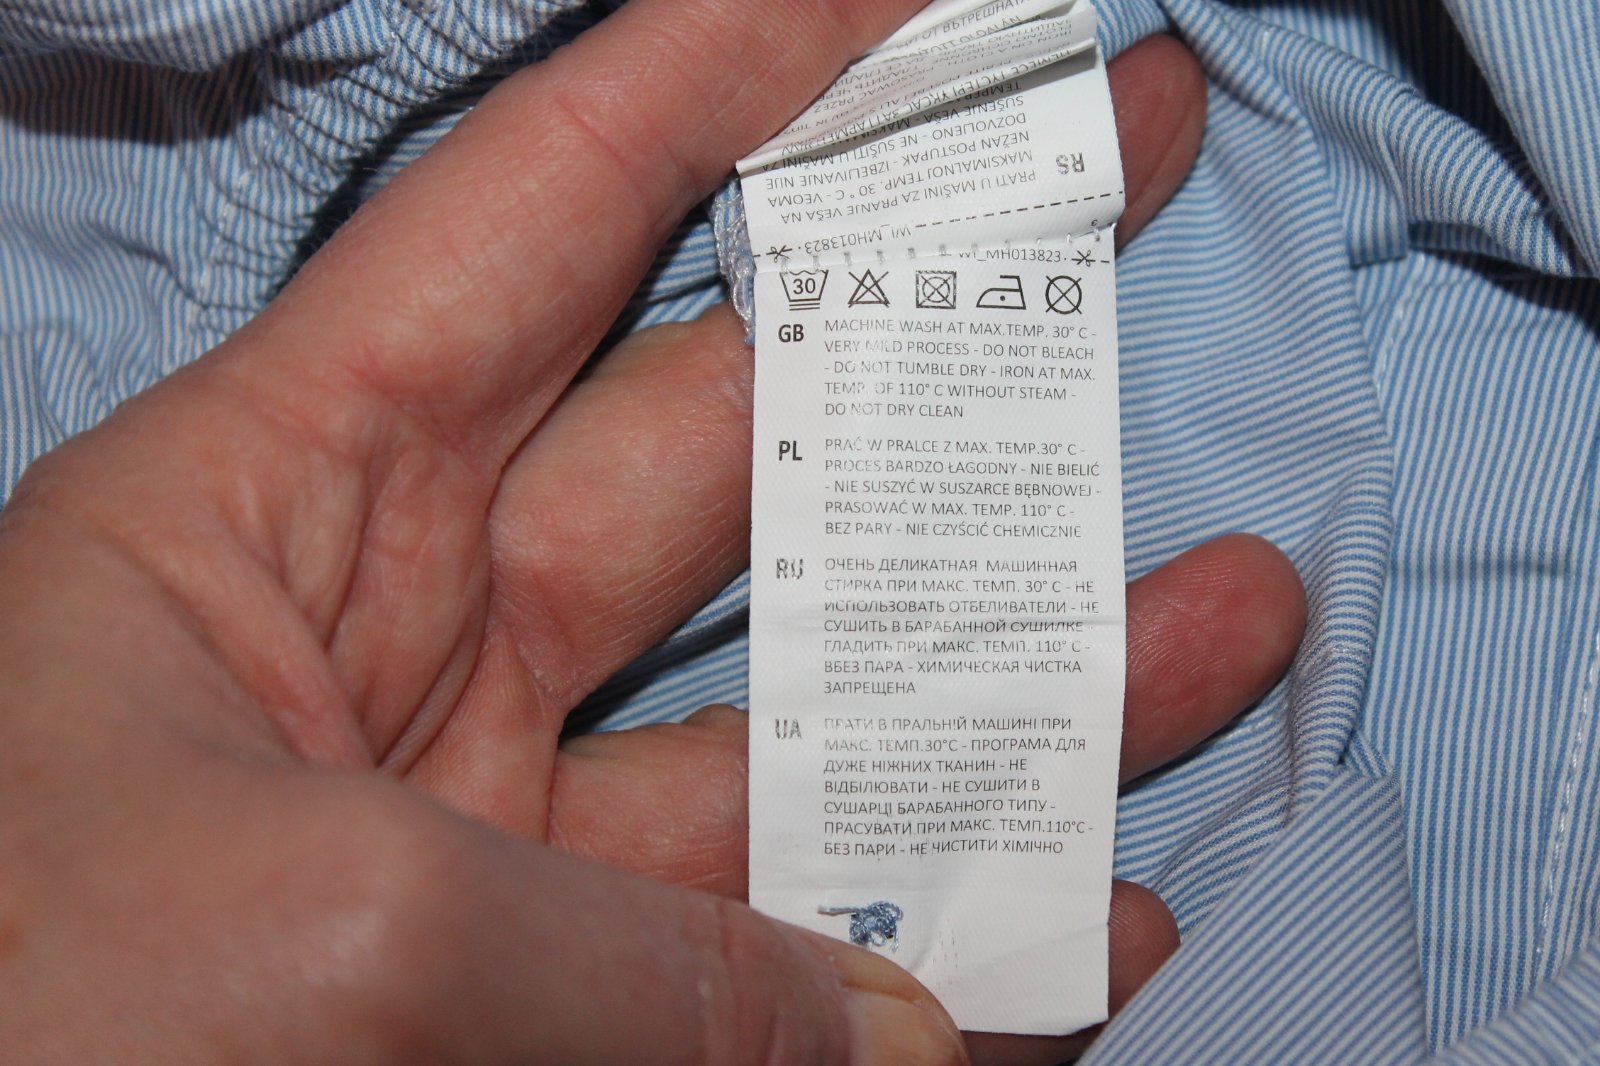 RS
PRATI U MAŠINI ZA PRANJE VEŠA NA
MAKSIMALNOJ TEMP. 30° C - VEOMA
NEŽAN POSTUPAK - IZBELJIVANJE NIJE
DOZVOLJENO - NE SUŠITI U MAŠINI ZA
SUŠENJE VEŠA -
WI_MH013823
WI_MH013823
30
GB
MACHINE WASH AT MAX.TEMP. 30° C -
VERY MILD PROCESS - DO NOT BLEACH
- DO NOT TUMBLE DRY - IRON AT MAX.
TEMP. OF 110° C WITHOUT STEAM -
DO NOT DRY CLEAN
PL
PRAĆ W PRALCE Z MAX. TEMP.30° C -
PROCES BARDZO ŁAGODNY - NIE BIELIĆ
- NIE SUSZYĆ W SUSZARCE BĘBNOWEJ -
PRASOWAĆ W MAX. TEMP. 110° C -
BEZ PARY - NIE CZYŚCIĆ CHEMICZNIE
RU
ОЧЕНЬ ДЕЛИКАТНАЯ МАШИННАЯ
СТИРКА ПРИ МАКС. ТЕМП. 30° С - НЕ
ИСПОЛЬЗОВАТЬ ОТБЕЛИВАТЕЛИ - НЕ
СУШИТЬ В БАРАБАННОЙ СУШИЛКЕ -
ГЛАДИТЬ ПРИ МАКС. ТЕМП. 110° С -
ВБЕЗ ПАРА - ХИМИЧЕСКАЯ ЧИСТКА
ЗАПРЕЩЕНА
UA
ПРАТИ В ПРАЛЬНІЙ МАШИНІ ПРИ
МАКС. ТЕМП.30°С - ПРОГРАМА ДЛЯ
ДУЖЕ НІЖНИХ ТКАНИН - НЕ
ВІДБІЛЮВАТИ - НЕ СУШИТИ В
СУШАРЦІ БАРАБАННОГО ТИПУ -
ПРАСУВАТИ ПРИ МАКС. ТЕМП.110°С -
БЕЗ ПАРИ - НЕ ЧИСТИТИ ХІМІЧНО